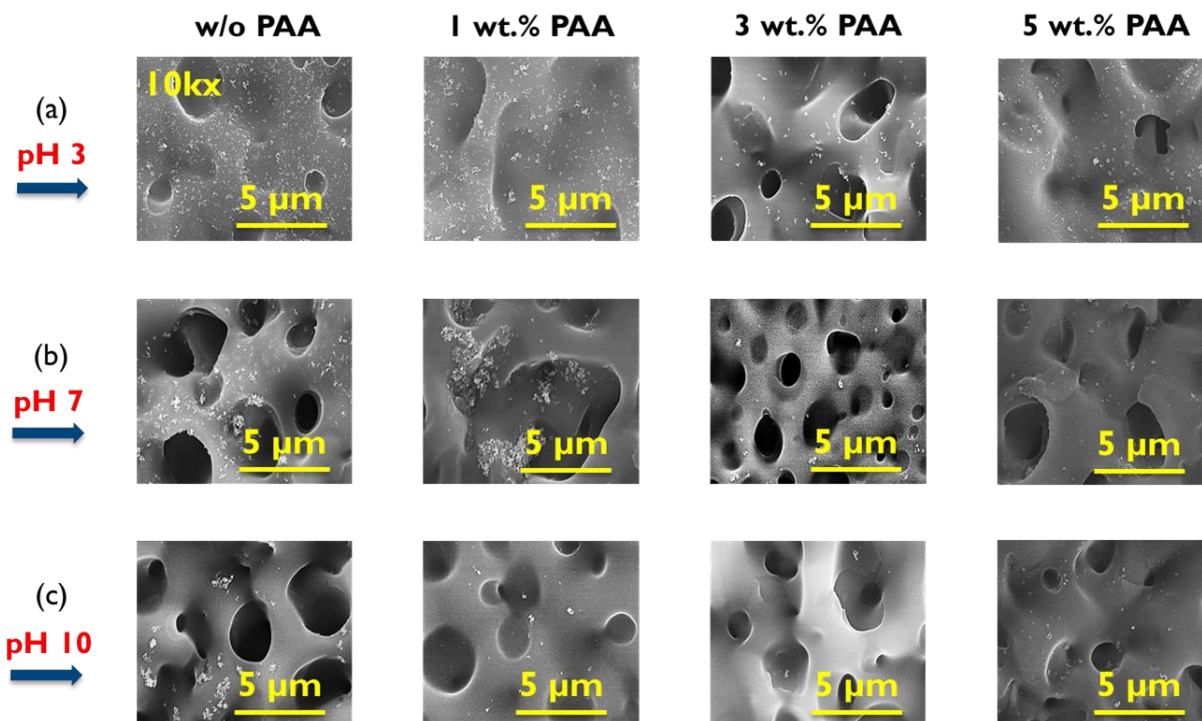 w/o PAA
1 wt.% PAA
3 wt.% PAA
5 wt.% PAA
(a)
pH 3
10kx
5 µm
5 µm
5 µm
5 µm
(b)
pH 7
5 µm
5 µm
5 µm
5 µm
(c)
pH 10
5 µm
5 µm
5 µm
5 µm